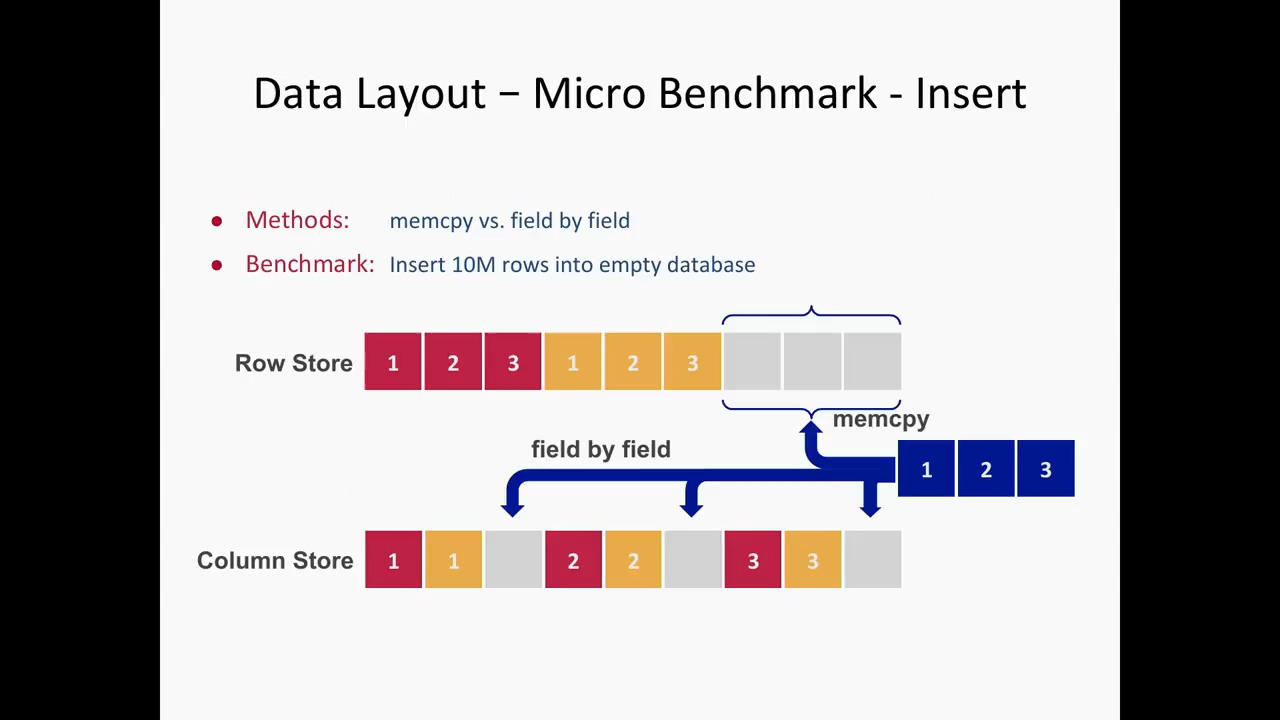 Data Layout – Micro Benchmark - Insert
● Methods: memcpy vs. field by field
● Benchmark: Insert 10M rows into empty database
Row Store 1 2 3 1 2 3
memcpy
field by field
1 2 3
Column Store 1 1 2 2 3 3